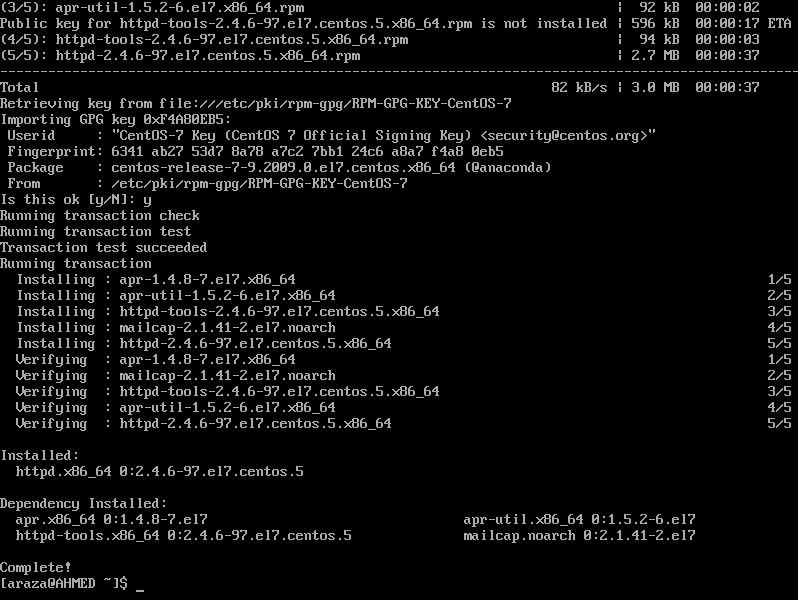 (3/5): apr-util-1.5.2-6.el7.x86_64.rpm | 92 kB 00:00:02
Public key for httpd-tools-2.4.6-97.el7.centos.5.x86_64.rpm is not installed | 596 kB 00:00:17 ETA
(4/5): httpd-tools-2.4.6-97.el7.centos.5.x86_64.rpm | 94 kB 00:00:03
(5/5): httpd-2.4.6-97.el7.centos.5.x86_64.rpm | 2.7 MB 00:00:37
--------------------------------------------------------------------------------
Total 82 kB/s | 3.0 MB 00:00:37
Retrieving key from file:///etc/pki/rpm-gpg/RPM-GPG-KEY-CentOS-7
Importing GPG key 0xF4A80EB5:
Userid : "CentOS-7 Key (CentOS 7 Official Signing Key) <security@centos.org>"
Fingerprint: 6341 ab27 53d7 8a78 a7c2 7bb1 24c6 a8a7 f4a8 0eb5
Package : centos-release-7-9.2009.0.el7.centos.x86_64 (@anaconda)
From : /etc/pki/rpm-gpg/RPM-GPG-KEY-CentOS-7
Is this ok [y/N]: y
Running transaction check
Running transaction test
Transaction test succeeded
Running transaction
Installing : apr-1.4.8-7.el7.x86_64 1/5
Installing : apr-util-1.5.2-6.el7.x86_64 2/5
Installing : httpd-tools-2.4.6-97.el7.centos.5.x86_64 3/5
Installing : mailcap-2.1.41-2.el7.noarch 4/5
Installing : httpd-2.4.6-97.el7.centos.5.x86_64 5/5
Verifying : apr-1.4.8-7.el7.x86_64 1/5
Verifying : mailcap-2.1.41-2.el7.noarch 2/5
Verifying : httpd-tools-2.4.6-97.el7.centos.5.x86_64 3/5
Verifying : apr-util-1.5.2-6.el7.x86_64 4/5
Verifying : httpd-2.4.6-97.el7.centos.5.x86_64 5/5
Installed:
httpd.x86_64 0:2.4.6-97.el7.centos.5
Dependency Installed:
apr.x86_64 0:1.4.8-7.el7 apr-util.x86_64 0:1.5.2-6.el7
httpd-tools.x86_64 0:2.4.6-97.el7.centos.5 mailcap.noarch 0:2.1.41-2.el7
Complete!
[araza@AHMED ~]$ _